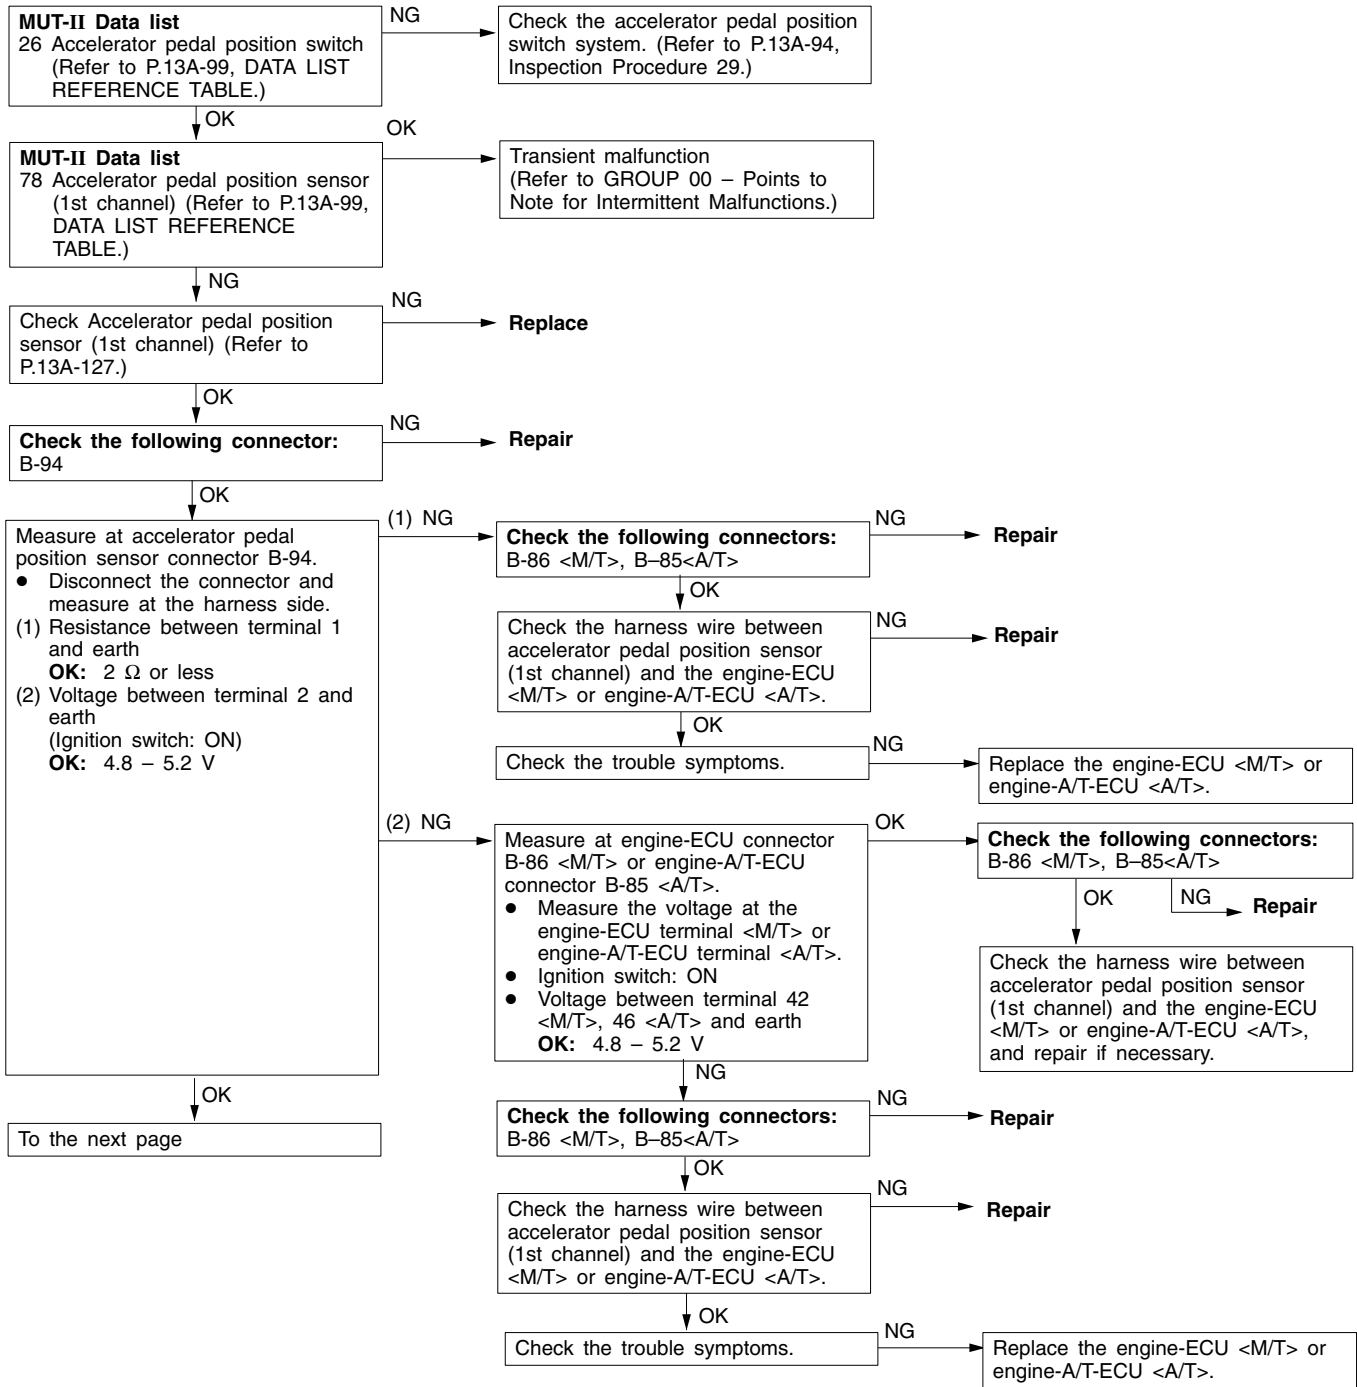 MUT-II Data list
26 Accelerator pedal position switch
(Refer to P.13A-99, DATA LIST
REFERENCE TABLE.)
NG
Check the accelerator pedal position
switch system. (Refer to P.13A-94,
Inspection Procedure 29.)
OK
MUT-II Data list
78 Accelerator pedal position sensor
(1st channel) (Refer to P.13A-99,
DATA LIST REFERENCE
TABLE.)
OK
Transient malfunction
(Refer to GROUP 00 – Points to
Note for Intermittent Malfunctions.)
NG
Check Accelerator pedal position
sensor (1st channel) (Refer to
P.13A-127.)
NG
Replace
OK
Check the following connector:
B-94
NG
Repair
OK
Measure at accelerator pedal
position sensor connector B-94.
● Disconnect the connector and
measure at the harness side.
(1) Resistance between terminal 1
and earth
OK: 2 Ω or less
(2) Voltage between terminal 2 and
earth
(Ignition switch: ON)
OK: 4.8 – 5.2 V
(1) NG
Check the following connectors:
B-86 <M/T>, B–85<A/T>
NG
Repair
OK
Check the harness wire between
accelerator pedal position sensor
(1st channel) and the engine-ECU
<M/T> or engine-A/T-ECU <A/T>.
NG
Repair
OK
Check the trouble symptoms.
NG
Replace the engine-ECU <M/T> or
engine-A/T-ECU <A/T>.
(2) NG
Measure at engine-ECU connector
B-86 <M/T> or engine-A/T-ECU
connector B-85 <A/T>.
● Measure the voltage at the
engine-ECU terminal <M/T> or
engine-A/T-ECU terminal <A/T>.
● Ignition switch: ON
● Voltage between terminal 42
<M/T>, 46 <A/T> and earth
OK: 4.8 – 5.2 V
OK
Check the following connectors:
B-86 <M/T>, B–85<A/T>
OK
NG
Repair
Check the harness wire between
accelerator pedal position sensor
(1st channel) and the engine-ECU
<M/T> or engine-A/T-ECU <A/T>,
and repair if necessary.
NG
Check the following connectors:
B-86 <M/T>, B–85<A/T>
NG
Repair
OK
Check the harness wire between
accelerator pedal position sensor
(1st channel) and the engine-ECU
<M/T> or engine-A/T-ECU <A/T>.
NG
Repair
OK
Check the trouble symptoms.
NG
Replace the engine-ECU <M/T> or
engine-A/T-ECU <A/T>.
OK
To the next page